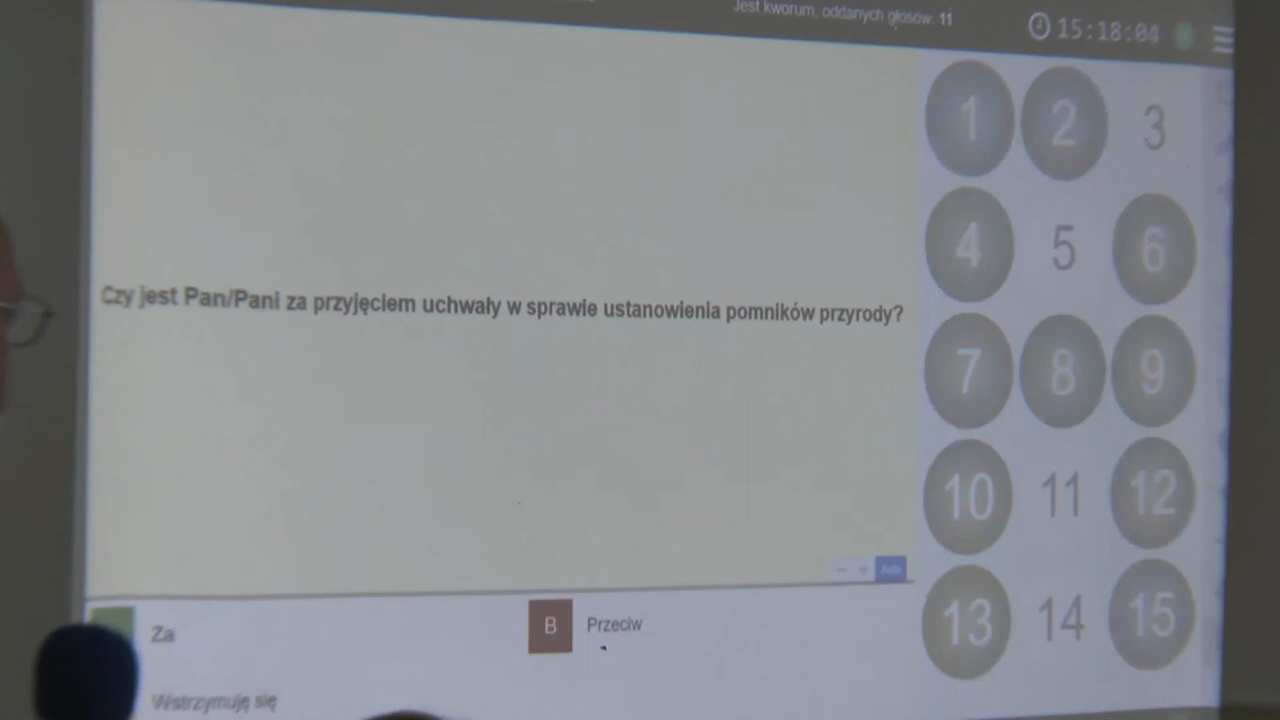 Jest kworum, oddanych głosów: 11
15:18:04
1 2 3
4 5 6
Czy jest Pan/Pani za przyjęciem uchwały w sprawie ustanowienia pomników przyrody?
7 8 9
10 11 12
Auto
13 14 15
Za
B Przeciw
Wstrzymuję się